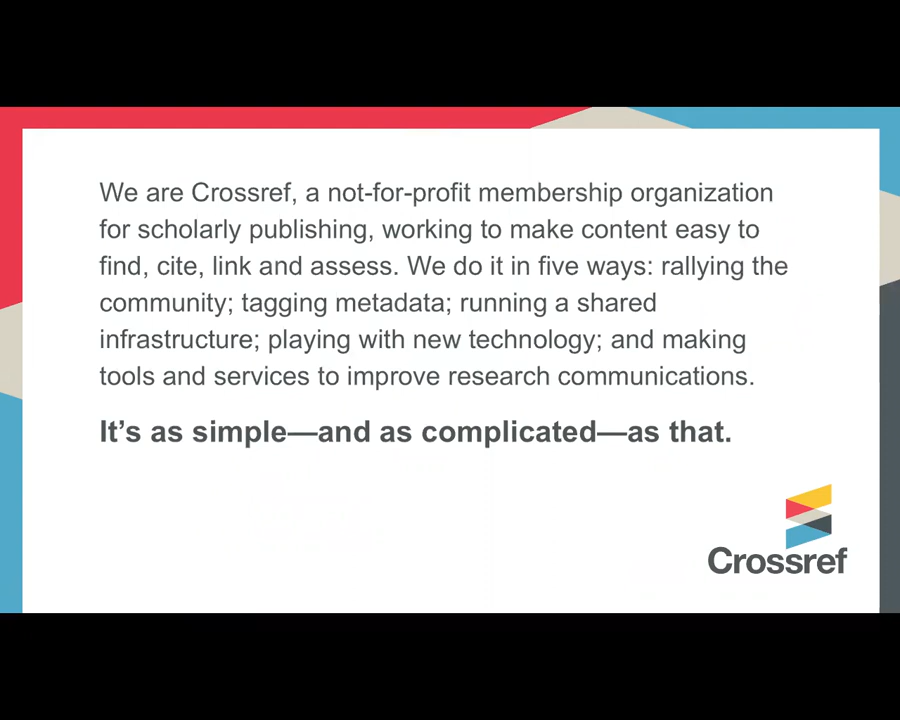 We are Crossref, a not-for-profit membership organization
for scholarly publishing, working to make content easy to
find, cite, link and assess. We do it in five ways: rallying the
community; tagging metadata; running a shared
infrastructure; playing with new technology; and making
tools and services to improve research communications.
It’s as simple—and as complicated—as that.
Crossref